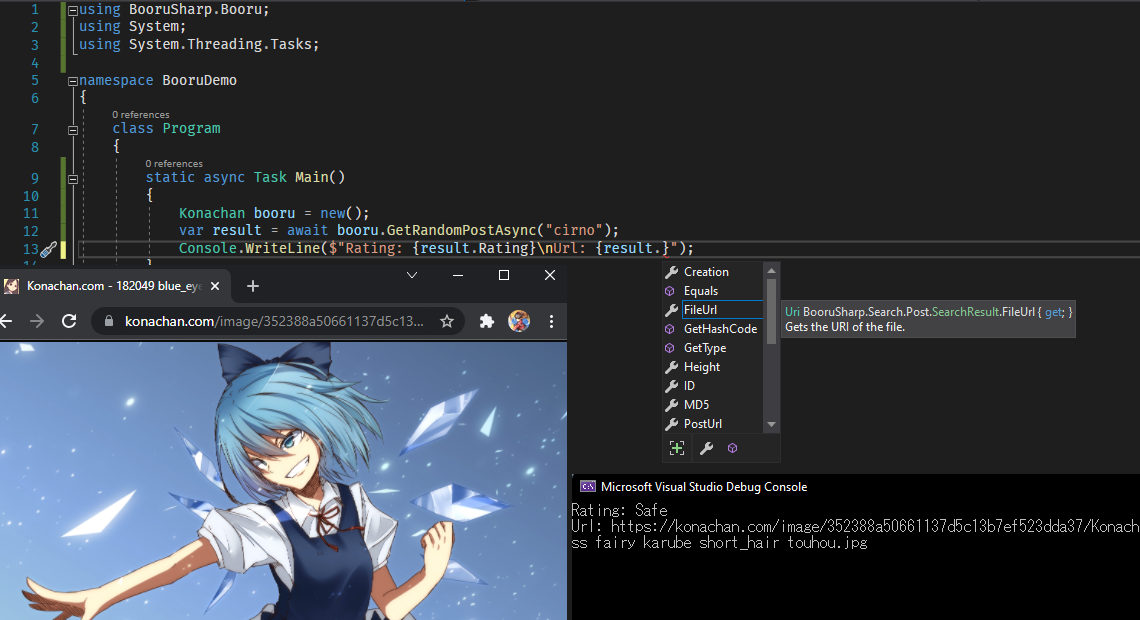 1 using BooruSharp.Booru;
2 using System;
3 using System.Threading.Tasks;
4
5 namespace BooruDemo
6 {
0 references
7 class Program
8 {
0 references
9 static async Task Main()
10 {
11 Konachan booru = new();
12 var result = await booru.GetRandomPostAsync("cirno");
13 Console.WriteLine($"Rating: {result.Rating}\nUrl: {result.}");
Creation
Equals
FileUrl
GetHashCode
GetType
Height
ID
MD5
PostUrl
Uri BooruSharp.Search.Post.SearchResult.FileUrl { get; }
Gets the URI of the file.
Konachan.com - 182049 blue_eye
konachan.com/image/352388a50661137d5c13...
C:\
Microsoft Visual Studio Debug Console
Rating: Safe
Url: https://konachan.com/image/352388a50661137d5c13b7ef523dda37/Konach
ss fairy karube short_hair touhou.jpg